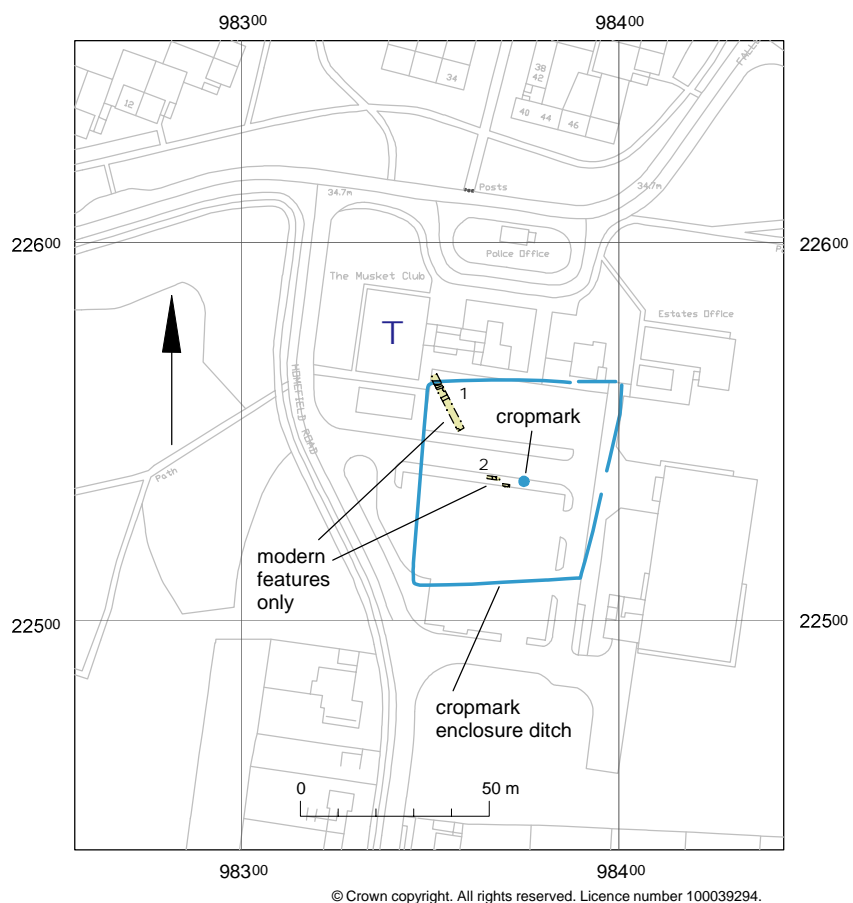 98300
98400
34
38
42
12
40 44 46
FALL
Posts
34.7m
34.7m
22600
22600
Police Office
The Musket Club
Estates Office
T
1
cropmark
HOMEFIELD ROAD
2
Path
modern
features
only
22500
22500
cropmark
enclosure ditch
0
50 m
98300
98400
© Crown copyright. All rights reserved. Licence number 100039294.